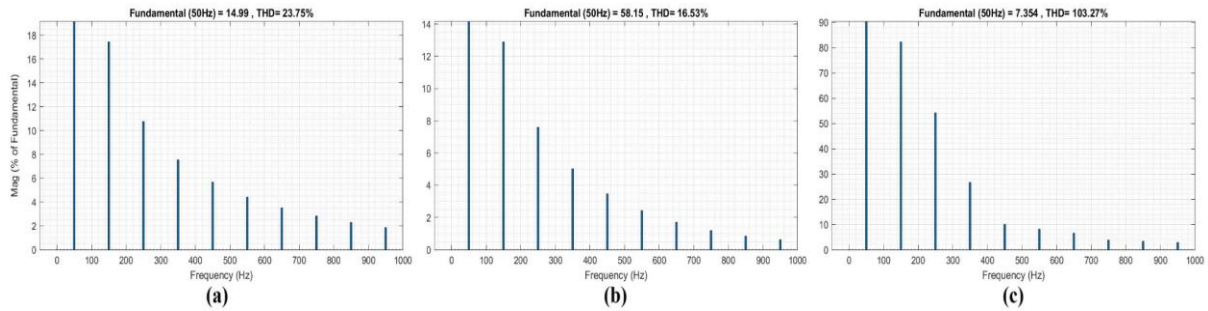 Fundamental (50Hz) = 14.99 , THD= 23.75%
Mag (% of Fundamental)
18
16
14
12
10
8
6
4
2
0
0 100 200 300 400 500 600 700 800 900 1000
Frequency (Hz)
(a)
Fundamental (50Hz) = 58.15 , THD= 16.53%
14
12
10
8
6
4
2
0
0 100 200 300 400 500 600 700 800 900 1000
Frequency (Hz)
(b)
Fundamental (50Hz) = 7.354 , THD= 103.27%
90
80
70
60
50
40
30
20
10
0
0 100 200 300 400 500 600 700 800 900 1000
Frequency (Hz)
(c)